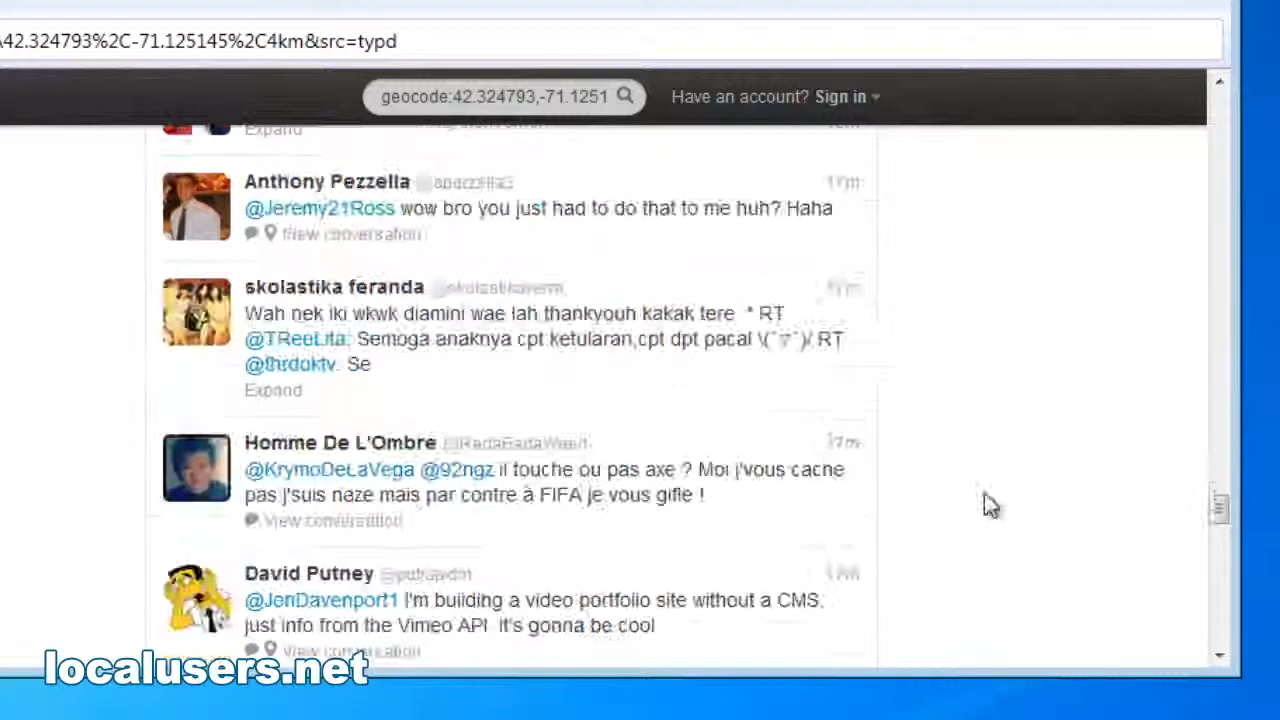 42.324793%2C-71.125145%2C4km&src=typd
geocode:42.324793,-71.1251
Have an account? Sign in
Expand
Anthony Pezzella
17m
@Jeremy21Ross wow bro you just had to do that to me huh? Haha
View conversation
skolastika feranda
17m
Wah nek iki wkwk diamini wae lah thankyouh kakak tere :* RT
Semoga anaknya cpt ketularan,cpt dpt pacal RT
Se
Expand
Homme De L'Ombre
17m
@KrymoDeLaVega @92ngz il touche ou pas axe ? Moi j'vous cache
pas j'suis naze mais par contre à FIFA je vous gifle !
View conversation
David Putney
17m
@JonDavenport1 I'm building a video portfolio site without a CMS,
just info from the Vimeo API it's gonna be cool
View conversation
localusers.net